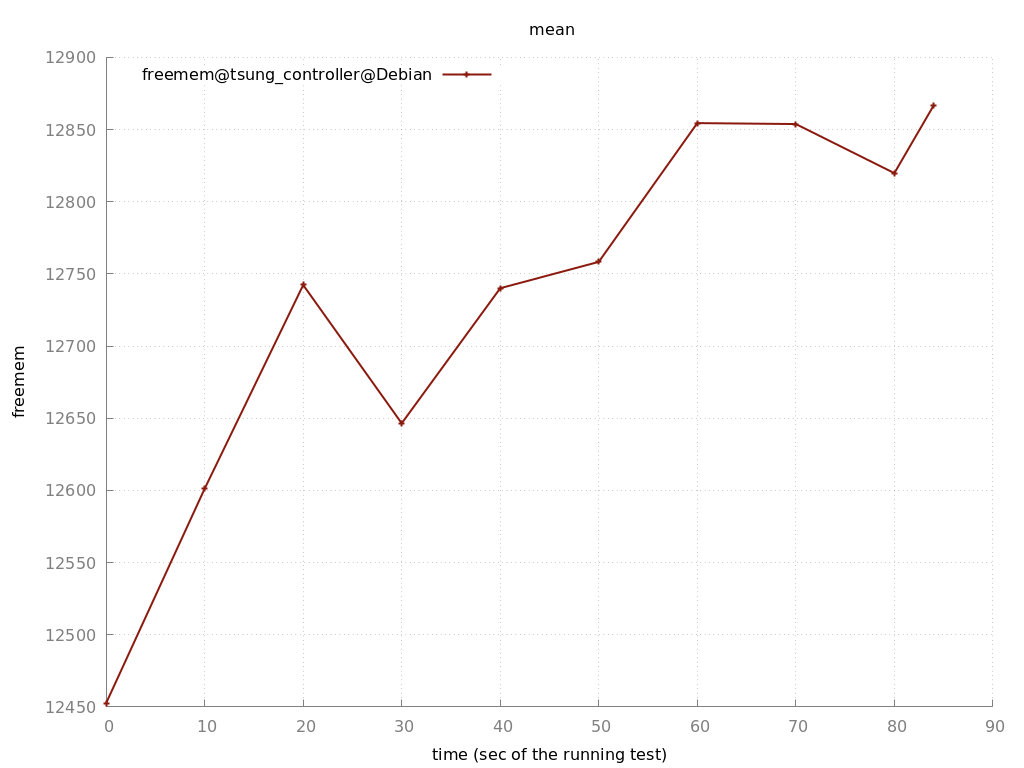 mean
freemem@tsung_controller@Debian
12900
12850
12800
12750
12700
12650
12600
12550
12500
12450
freemem
0 10 20 30 40 50 60 70 80 90
time (sec of the running test)